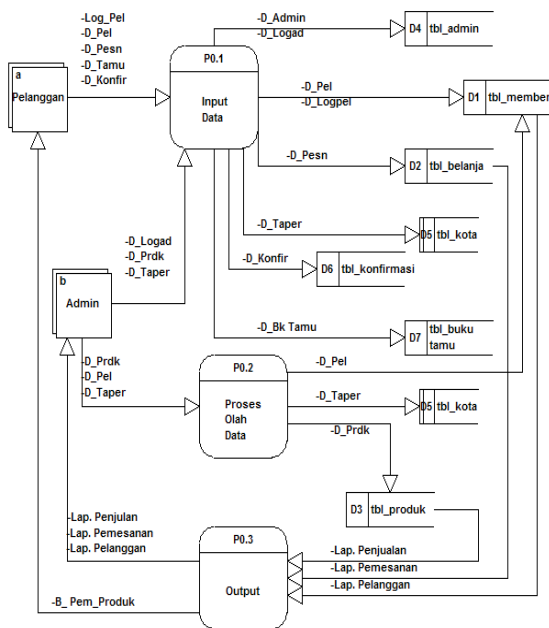 -Log_Pel
-D_Pel
-D_Pesn
-D_Tamu
-D_Konfir
a
Pelanggan
-D_Admin
-D_Logad
D4 tbl_admin
P0.1
Input
Data
-D_Pel
-D_Logpel
D1 tbl_member
-D_Pesn
D2 tbl_belanja
-D_Taper
D5 tbl_kota
-D_Konfir
D6 tbl_konfirmasi
-D_Logad
-D_Prdk
-D_Taper
b
Admin
-D_Bk Tamu
D7 tbl_buku
tamu
-D_Prdk
-D_Pel
-D_Taper
P0.2
Proses
Olah
Data
-D_Pel
-D_Taper
D5 tbl_kota
-D_Prdk
D3 tbl_produk
-Lap. Penjulan
-Lap. Pemesanan
-Lap. Pelanggan
P0.3
Output
-Lap. Penjualan
-Lap. Pemesanan
-Lap. Pelanggan
-B_ Pem_Produk